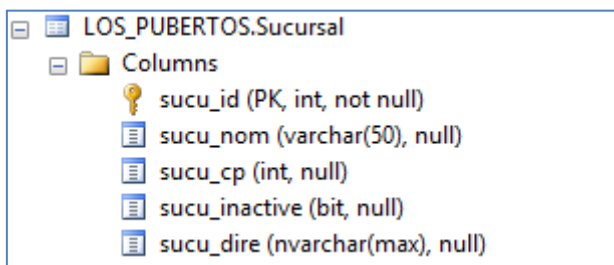 LOS_PUBERTOS.Sucursal
Columns
sucu_id (PK, int, not null)
sucu_nom (varchar(50), null)
sucu_cp (int, null)
sucu_inactive (bit, null)
sucu_dire (nvarchar(max), null)